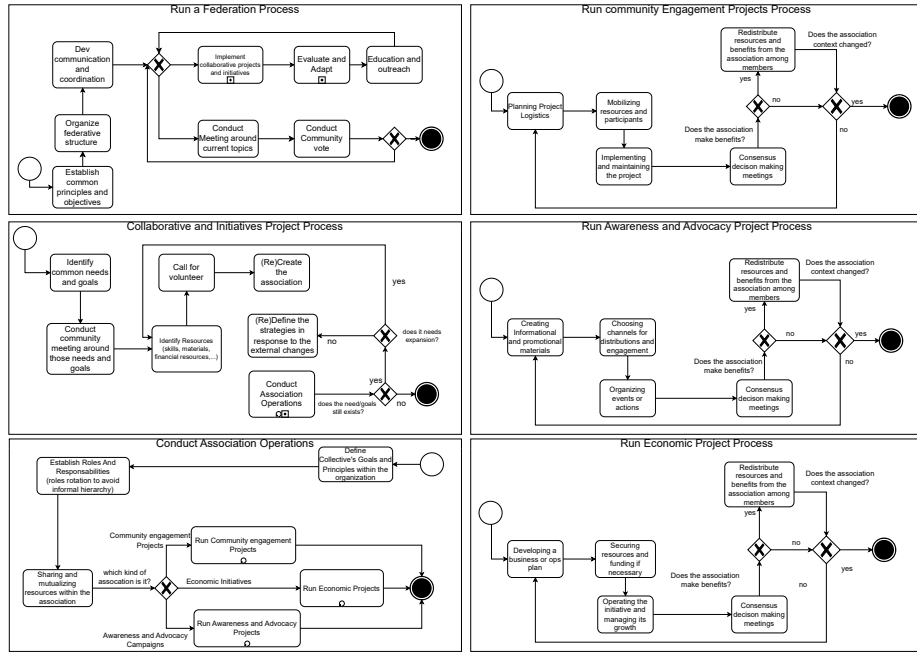 Run a Federation Process
Dev
communication and
coordination
Implement
collaborative projects
and initiatives
Evaluate and
Adapt
Education and
outreach
Organize
federative
structure
Conduct
Meeting around
current topics
Conduct
Community
vote
Establish
common
principles and
objectives
Run community Engagement Projects Process
Redistribute
resources and
benefits from the
association among
members
Does the association
context changed?
yes
no
yes
Planning Project
Logistics
Mobilizing
resources and
participants
Does the association
make benefits?
no
Implementing
and maintaining
the project
Consensus
decison making
meetings
Collaborative and Initiatives Project Process
Identify
common needs
and goals
Call for
volunteer
(Re)Create
the
association
yes
Conduct
community
meeting around
those needs and
goals
Identify Resources
(skills, materials,
financial resources,...)
(Re)Define the
strategies in
response to the
external changes
no
does it needs
expansion?
Conduct
Association
Operations
yes
does the need/goals
still exists?
no
Run Awareness and Advocacy Project Process
Redistribute
resources and
benefits from the
association among
members
Does the association
context changed?
yes
no
yes
Creating
Informational
and promotional
materials
Choosing
channels for
distributions and
engagement
Does the association
make benefits?
no
Organizing
events or
actions
Consensus
decison making
meetings
Conduct Association Operations
Establish Roles And
Responsabilities
(roles rotation to avoid
informal hierarchy)
Define
Collective's Goals and
Principles within the
organization
Community engagement
Projects
Run Community engagement
Projects
Sharing and
mutualizing
resources within the
association
which kind of
assocation is it?
Economic Initiatives
Run Economic Projects
Run Awareness and Advocacy
Projects
Awareness and Advocacy
Campaigns
Run Economic Project Process
Redistribute
resources and
benefits from the
association among
members
Does the association
context changed?
yes
no
yes
Developing a
business or ops
plan
Securing
resources and
funding if
necessary
Does the association
make benefits?
no
Operating the
initiative and
managing its
growth
Consensus
decison making
meetings